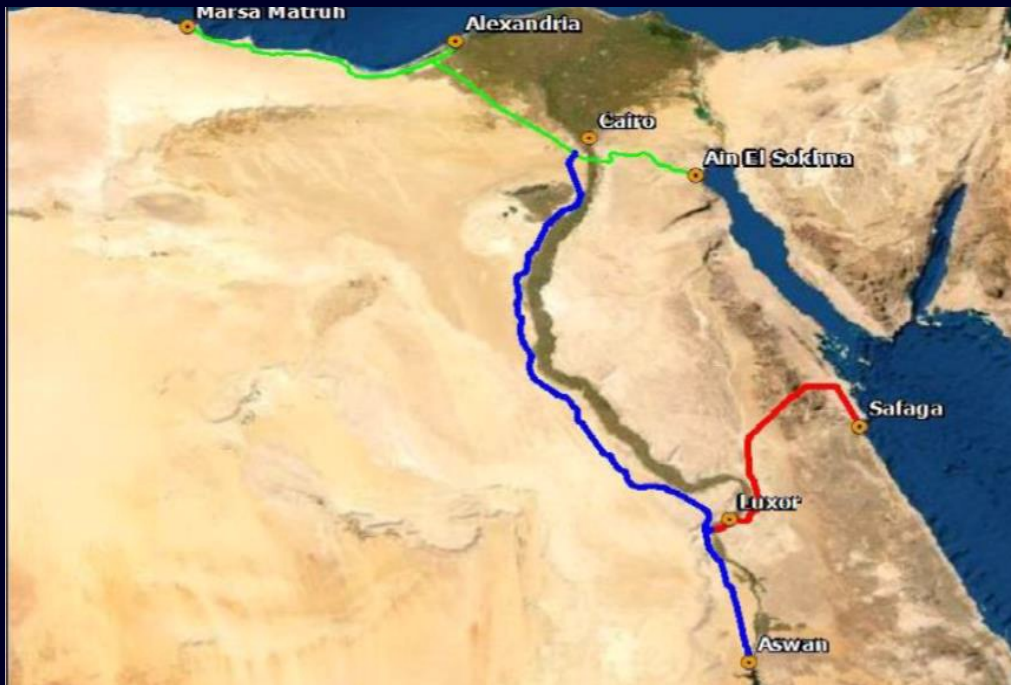 Marsa Matruh
Alexandria
Cairo
Ain El Sokhna
Safaga
Luxor
Aswan